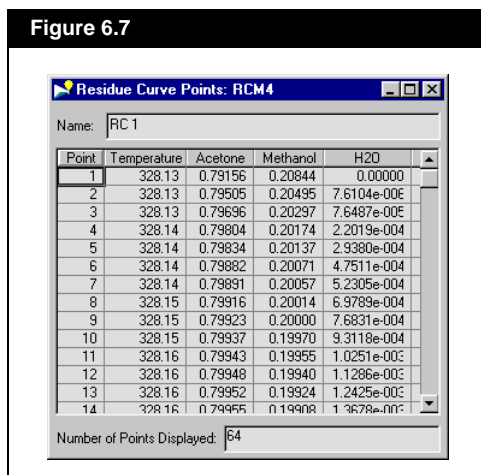 Figure 6.7
Residue Curve Points: RCM4
Name: RC 1
Point Temperature Acetone Methanol H2O
1 328.13 0.79156 0.20844 0.00000
2 328.13 0.79505 0.20495 7.6104e-006
3 328.13 0.79696 0.20297 7.6487e-005
4 328.14 0.79804 0.20174 2.2019e-004
5 328.14 0.79834 0.20137 2.9380e-004
6 328.14 0.79882 0.20071 4.7511e-004
7 328.14 0.79891 0.20057 5.2305e-004
8 328.15 0.79916 0.20014 6.9789e-004
9 328.15 0.79923 0.20000 7.6831e-004
10 328.15 0.79937 0.19970 9.3118e-004
11 328.16 0.79943 0.19955 1.0251e-003
12 328.16 0.79948 0.19940 1.1286e-003
13 328.16 0.79952 0.19924 1.2425e-003
14 328.16 0.79955 0.19908 1.3678e-003
Number of Points Displayed: 64